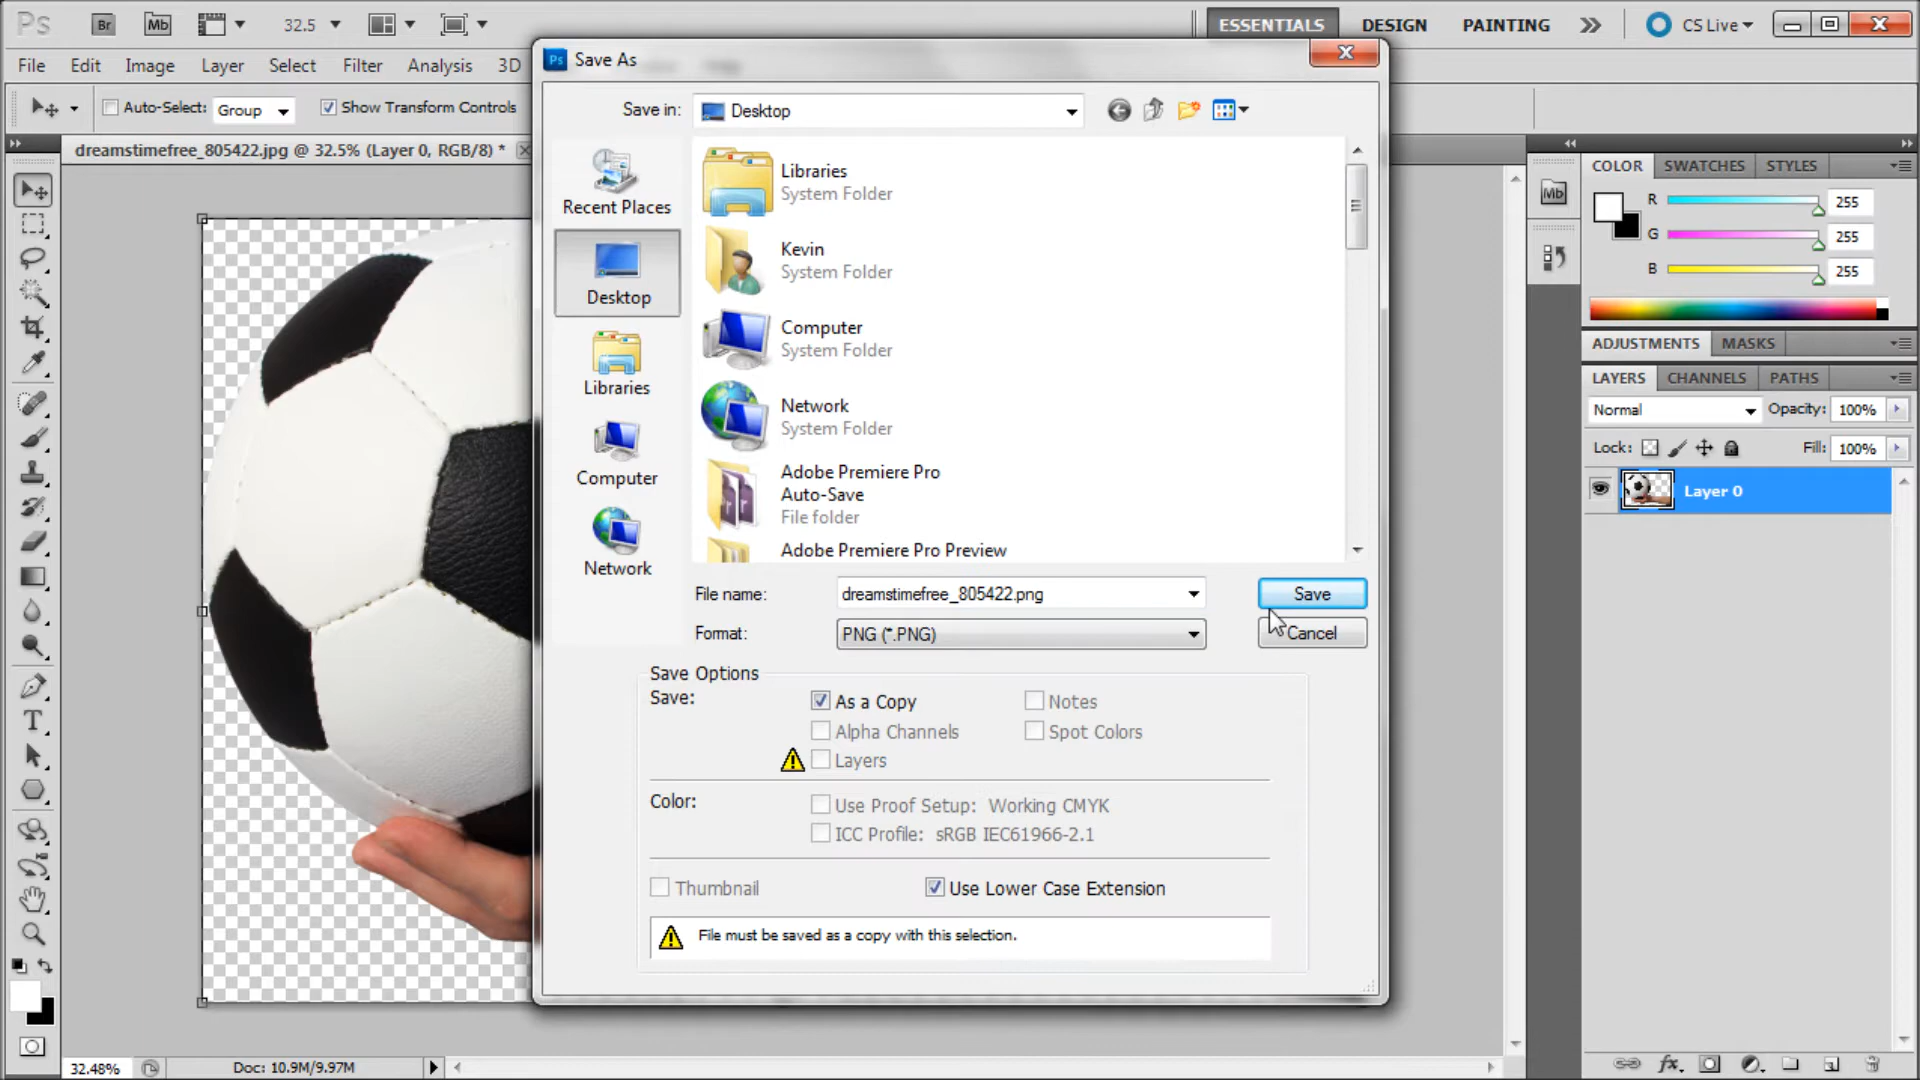 Ps Br Mb 32.5 ESSENTIALS DESIGN PAINTING CS Live
File Edit Image Layer Select Filter Analysis 3D
Auto-Select: Group Show Transform Controls
dreamstimefree_805422.jpg @ 32.5% (Layer 0, RGB/8) *
Save As
Save in: Desktop
Recent Places
Desktop
Libraries
Computer
Network
Libraries
System Folder
Kevin
System Folder
Computer
System Folder
Network
System Folder
Adobe Premiere Pro
Auto-Save
File folder
Adobe Premiere Pro Preview
File name: dreamstimefree_805422.png Save
Format: PNG (*.PNG) Cancel
Save Options
Save: As a Copy Notes
Alpha Channels Spot Colors
Layers
Color: Use Proof Setup: Working CMYK
ICC Profile: sRGB IEC61966-2.1
Thumbnail Use Lower Case Extension
File must be saved as a copy with this selection.
Mb
COLOR SWATCHES STYLES
R 255
G 255
B 255
ADJUSTMENTS MASKS
LAYERS CHANNELS PATHS
Normal Opacity: 100%
Lock: Fill: 100%
Layer 0
32.48% Doc: 10.9M/9.97M